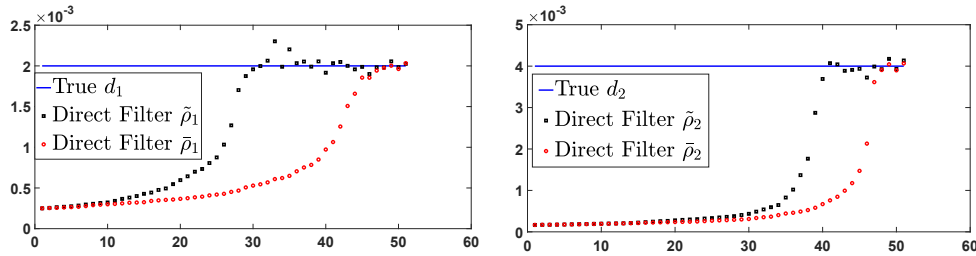 ×10⁻³
2.5
2
1.5
1
0.5
0
0 10 20 30 40 50 60
True d₁
Direct Filter ρ̃₁
Direct Filter ρ̄₁
×10⁻³
5
4
3
2
1
0
0 10 20 30 40 50 60
True d₂
Direct Filter ρ̃₂
Direct Filter ρ̄₂